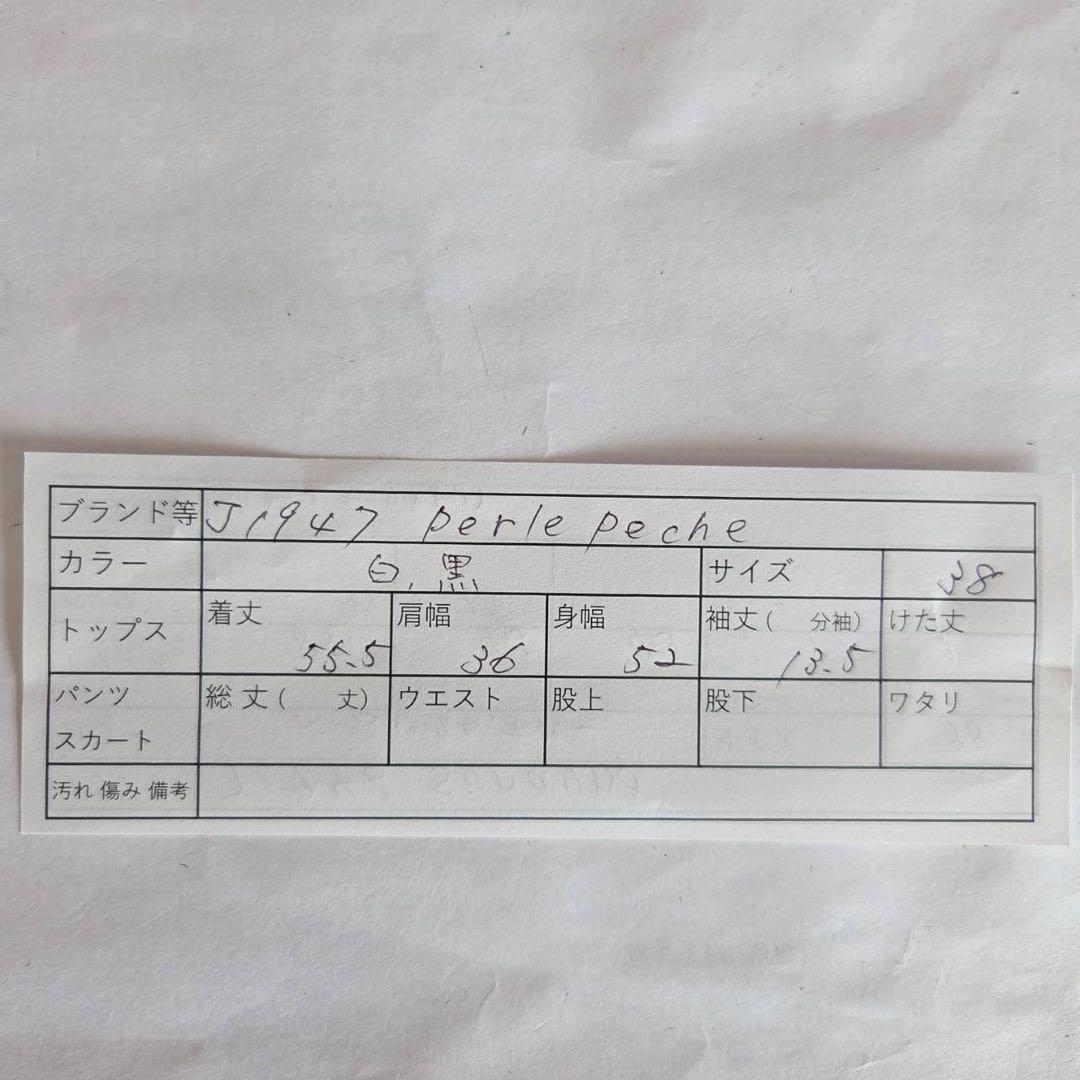 ブランド等 J1947 perle peche
カラー 白,黒 サイズ 38
トップス 着丈 55.5 肩幅 36 身幅 52 袖丈( 分袖) 13.5 けた丈
パンツ スカート 総丈( 丈) ウエスト 股上 股下 ワタリ
汚れ 傷み 備考